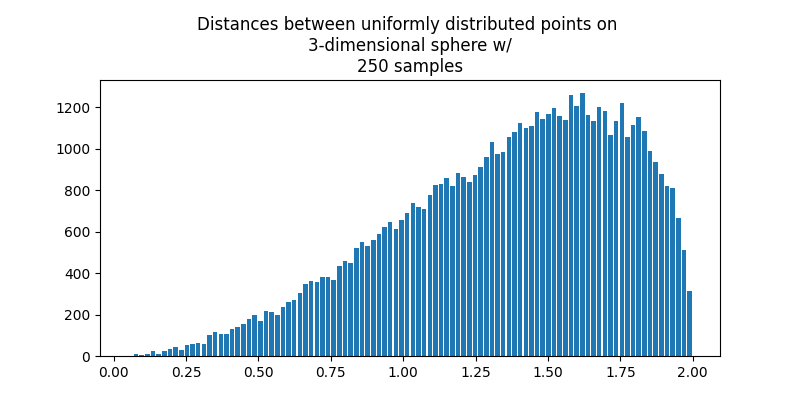 Distances between uniformly distributed points on
3-dimensional sphere w/
250 samples
1200
1000
800
600
400
200
0
0.00 0.25 0.50 0.75 1.00 1.25 1.50 1.75 2.00